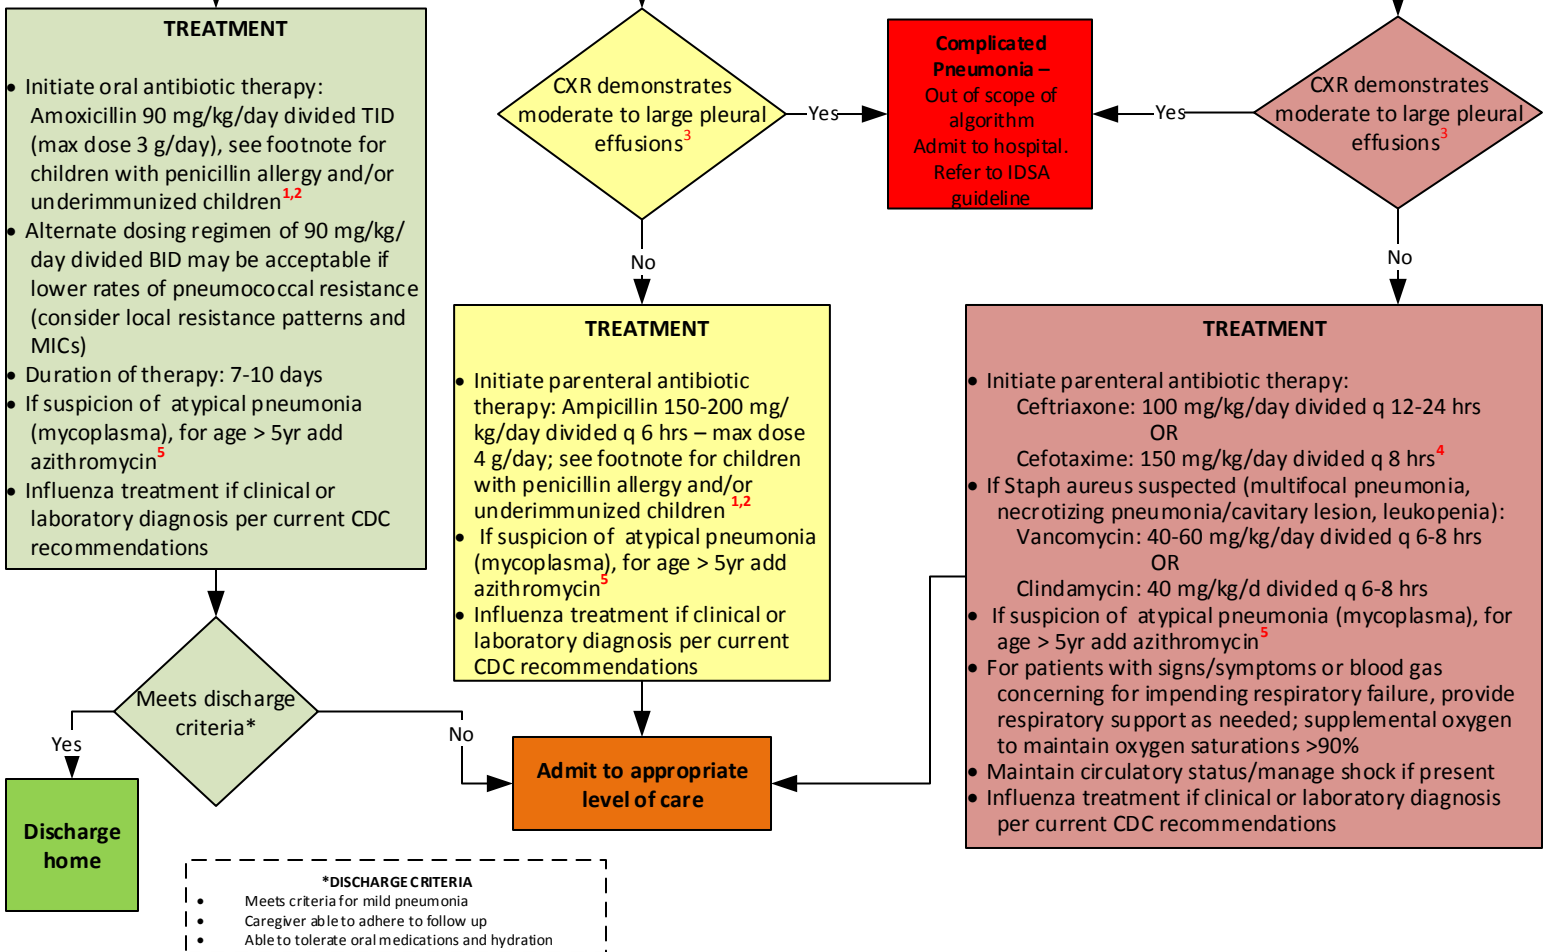 TREATMENT
• Initiate oral antibiotic therapy:
Amoxicillin 90 mg/kg/day divided TID
(max dose 3 g/day), see footnote for
children with penicillin allergy and/or
underimmunized children1,2
• Alternate dosing regimen of 90 mg/kg/
day divided BID may be acceptable if
lower rates of pneumococcal resistance
(consider local resistance patterns and
MICs)
• Duration of therapy: 7-10 days
• If suspicion of atypical pneumonia
(mycoplasma), for age > 5yr add
azithromycin5
• Influenza treatment if clinical or
laboratory diagnosis per current CDC
recommendations
Meets discharge
criteria*
Yes
No
Discharge
home
CXR demonstrates
moderate to large pleural
effusions3
Yes
No
Complicated
Pneumonia –
Out of scope of
algorithm
Admit to hospital.
Refer to IDSA
guideline
TREATMENT
• Initiate parenteral antibiotic
therapy: Ampicillin 150-200 mg/
kg/day divided q 6 hrs – max dose
4 g/day; see footnote for children
with penicillin allergy and/or
underimmunized children 1,2
• If suspicion of atypical pneumonia
(mycoplasma), for age > 5yr add
azithromycin5
• Influenza treatment if clinical or
laboratory diagnosis per current
CDC recommendations
Admit to appropriate
level of care
CXR demonstrates
moderate to large pleural
effusions3
Yes
No
TREATMENT
• Initiate parenteral antibiotic therapy:
Ceftriaxone: 100 mg/kg/day divided q 12-24 hrs
OR
Cefotaxime: 150 mg/kg/day divided q 8 hrs4
• If Staph aureus suspected (multifocal pneumonia,
necrotizing pneumonia/cavitary lesion, leukopenia):
Vancomycin: 40-60 mg/kg/day divided q 6-8 hrs
OR
Clindamycin: 40 mg/kg/d divided q 6-8 hrs
• If suspicion of atypical pneumonia (mycoplasma), for
age > 5yr add azithromycin5
• For patients with signs/symptoms or blood gas
concerning for impending respiratory failure, provide
respiratory support as needed; supplemental oxygen
to maintain oxygen saturations >90%
• Maintain circulatory status/manage shock if present
• Influenza treatment if clinical or laboratory diagnosis
per current CDC recommendations
*DISCHARGE CRITERIA
• Meets criteria for mild pneumonia
• Caregiver able to adhere to follow up
• Able to tolerate oral medications and hydration